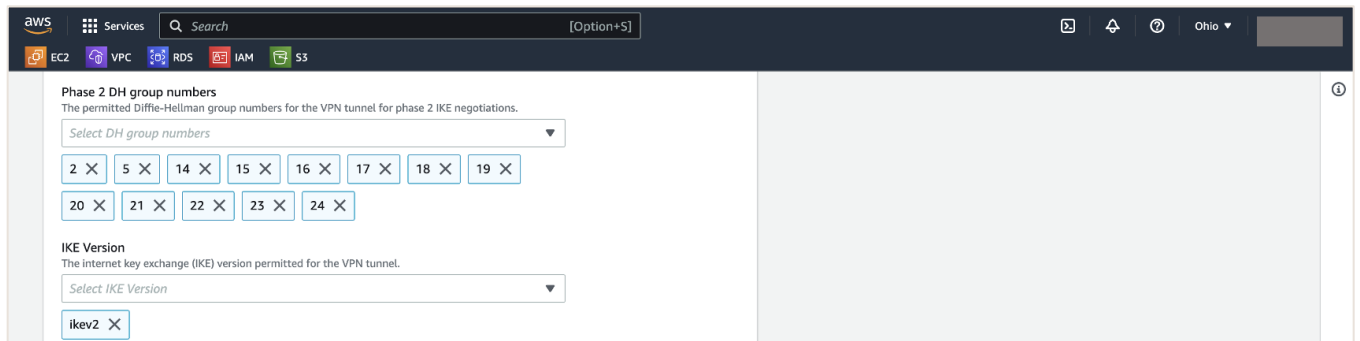 aws Services Search [Option+S] Ohio
EC2 VPC RDS IAM S3
Phase 2 DH group numbers
The permitted Diffie-Hellman group numbers for the VPN tunnel for phase 2 IKE negotiations.
Select DH group numbers
2 5 14 15 16 17 18 19
20 21 22 23 24
IKE Version
The internet key exchange (IKE) version permitted for the VPN tunnel.
Select IKE Version
ikev2